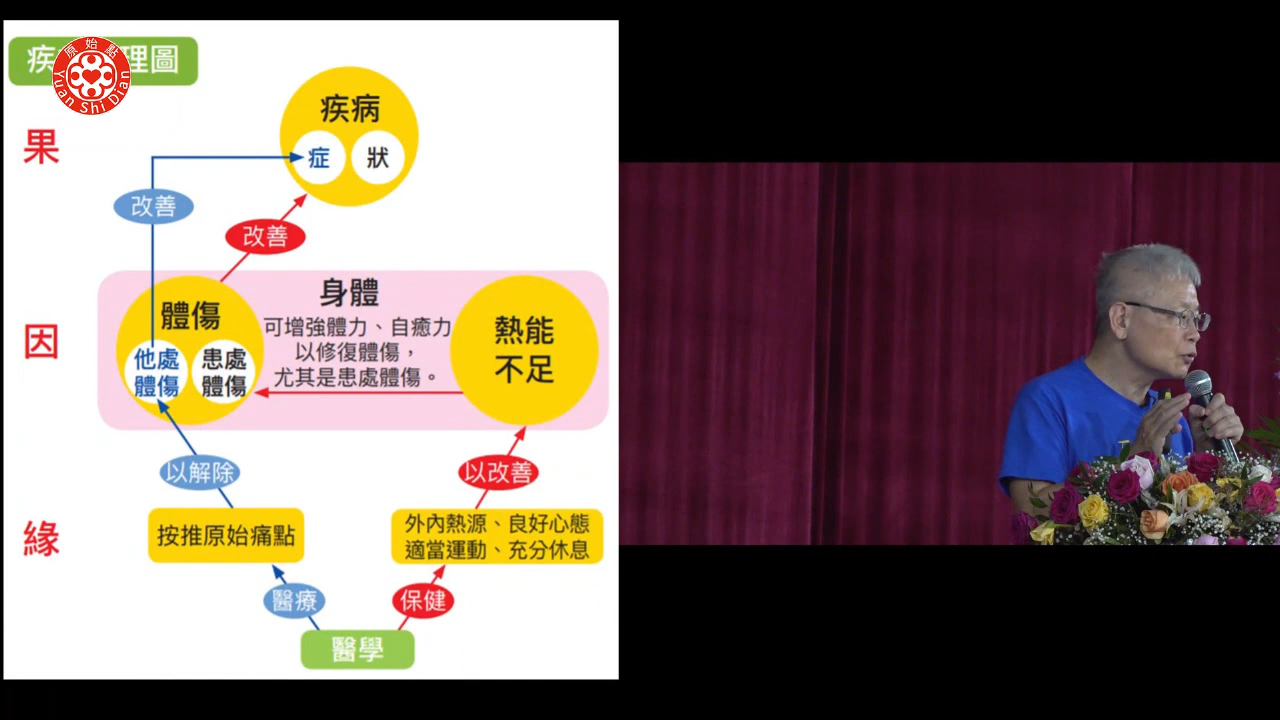 疾
理圖
原始點
Yuan Shi Dian
果
疾病
症
狀
改善
改善
因
身體
體傷
可增強體力、自癒力
以修復體傷，
尤其是患處體傷。
他處
體傷
患處
體傷
熱能
不足
以解除
以改善
緣
按推原始痛點
外內熱源、良好心態
適當運動、充分休息
醫療
保健
醫學